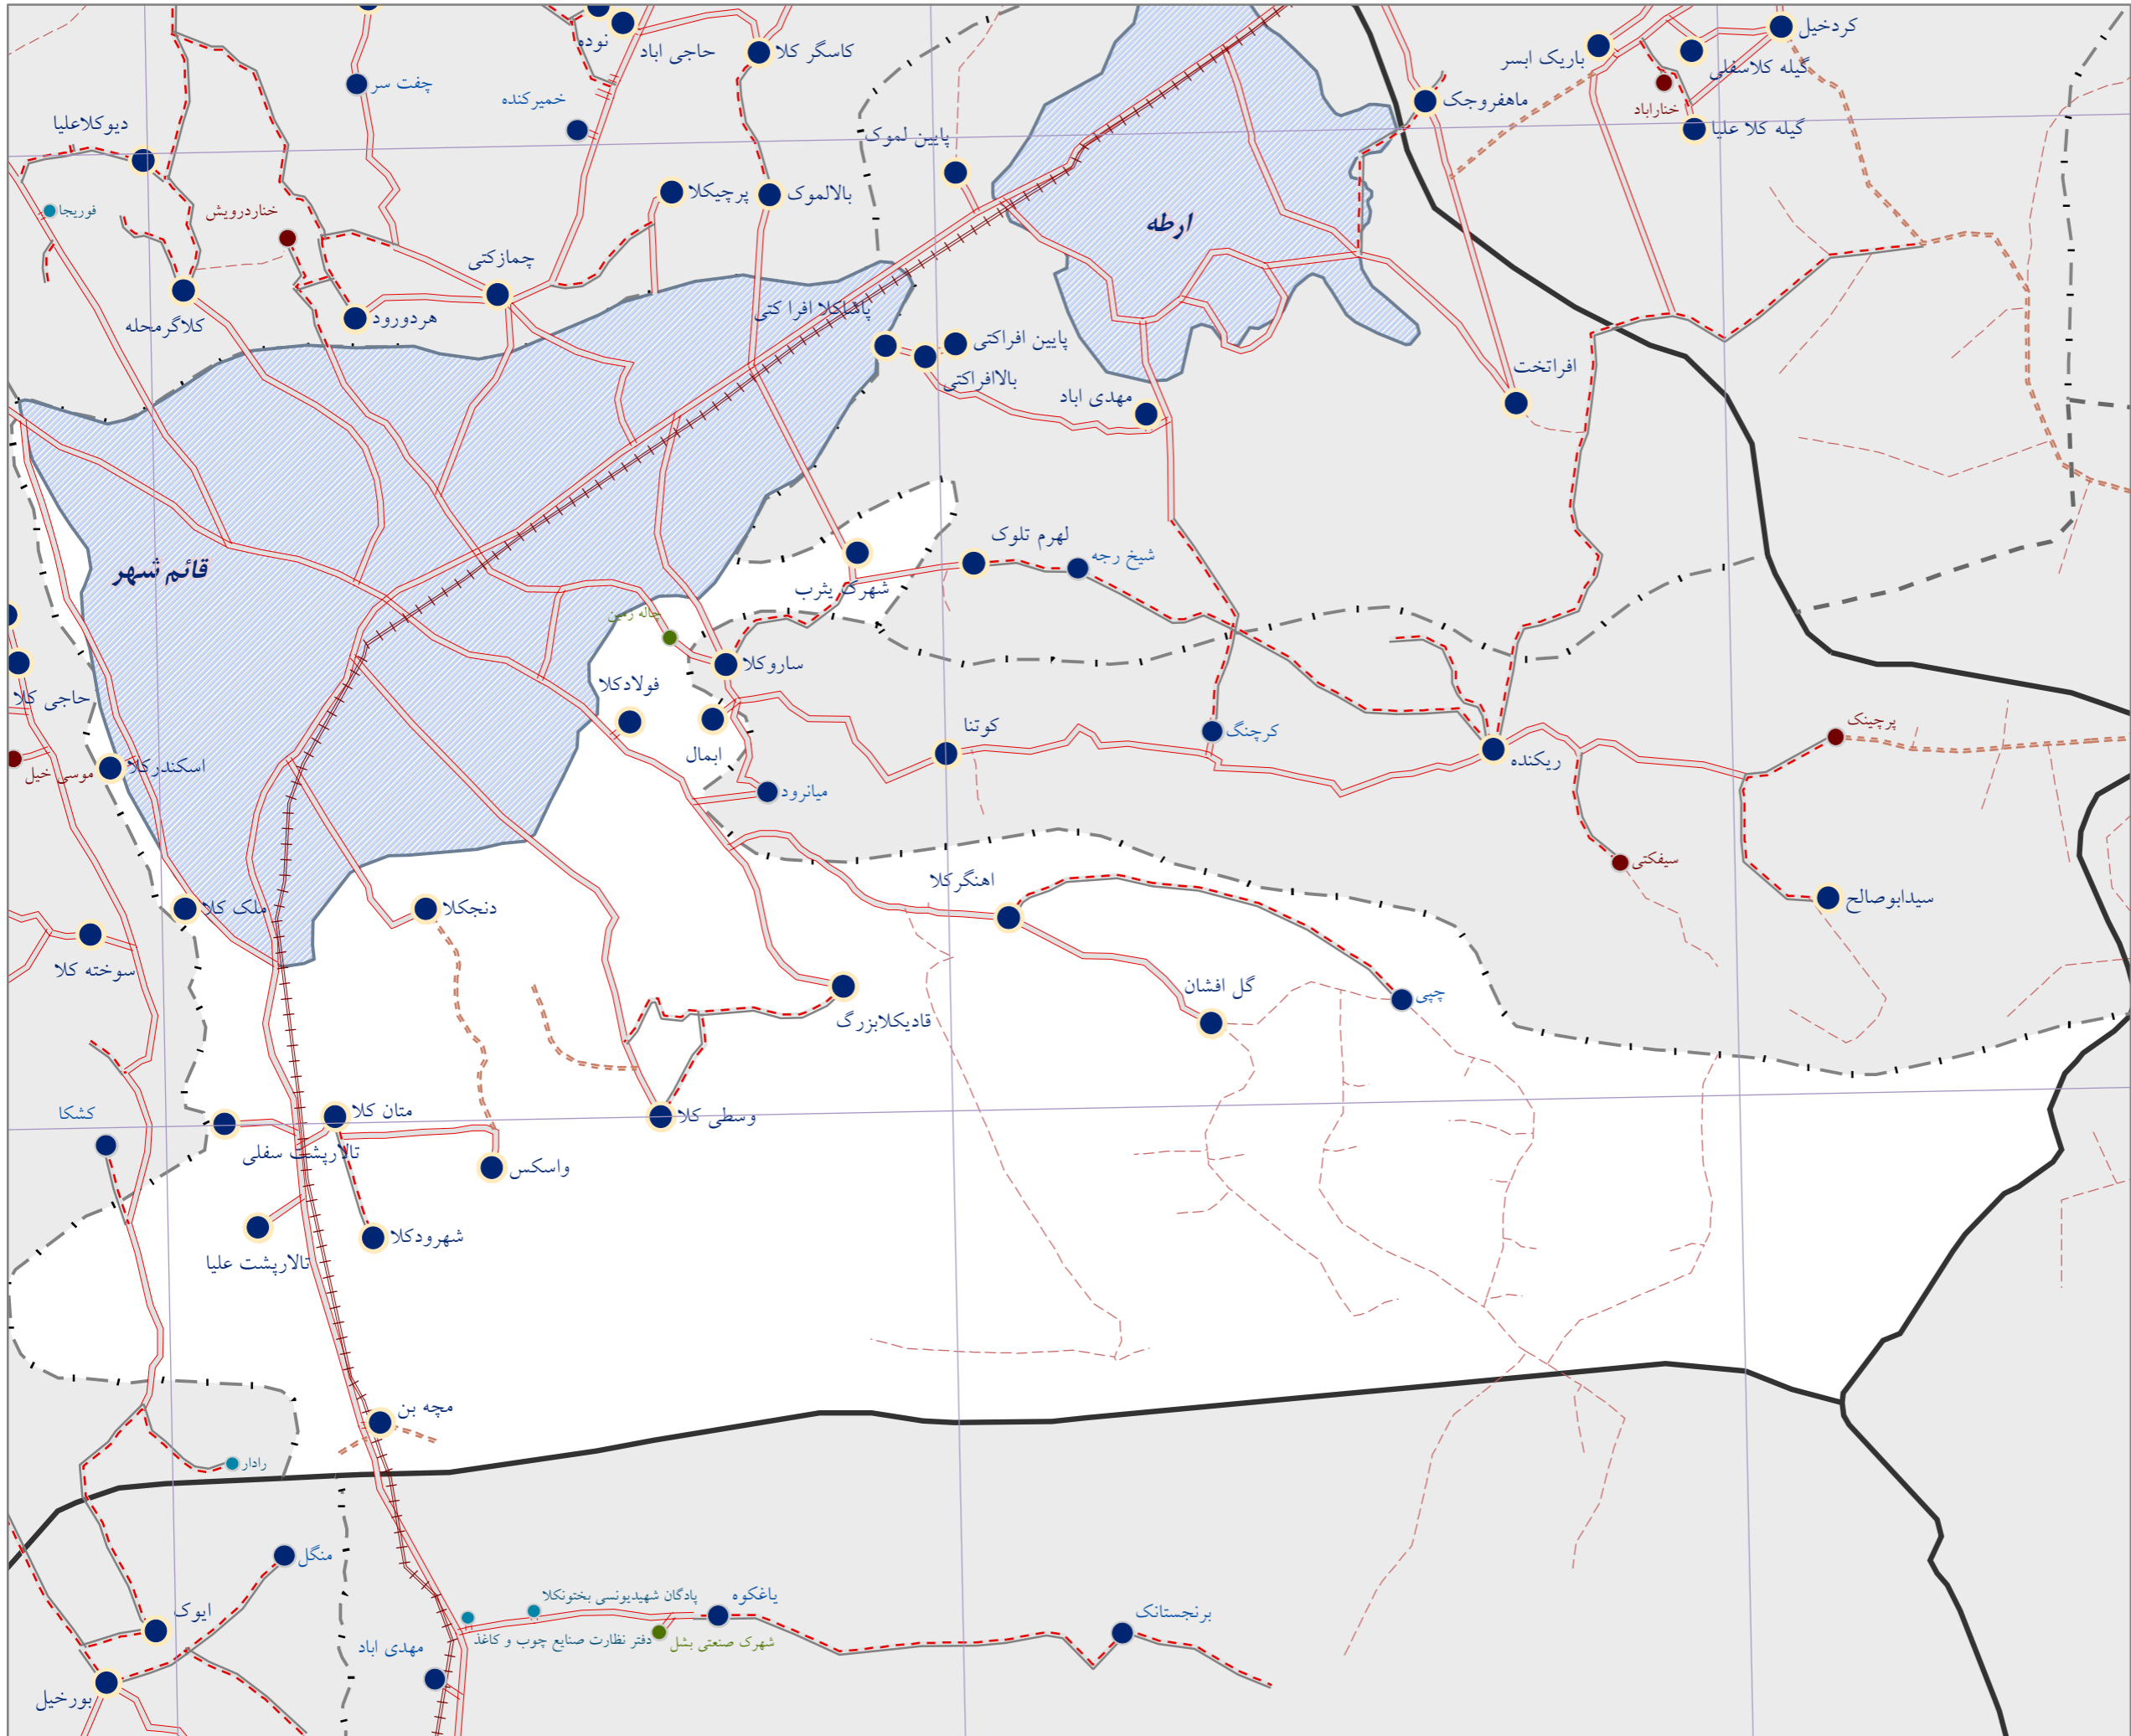 کردخیل
نوده
حاجی اباد
کاسگر کلا
باریک ابسر
گیله کلاسفلی
چفت سر
خمیرکنده
ماهفروجک
خناراباد
گیله کلا علیا
دیوکلاعلیا
پایین لموک
فوریجا
خناردرویش
پرچیکلا
بالالموک
ارطه
چمازکتی
کلاگرمحله
هردورود
پاشاکلا افرا کتی
پایین افراکتی
بالاافراکتی
مهدی اباد
افراتخت
قائم شهر
لهرم تلوک
شیخ رجه
شهرک یثرب
چاله زمین
ساروکلا
فولادکلا
حاجی کلا
ابمال
کوتنا
کرچنگ
ریکنده
پرچینک
موسی خیل
اسکندرکلا
میانرود
سیفکتی
سیدابوصالح
ملک کلا
دنجکلا
اهنگرکلا
سوخته کلا
گل افشان
چپی
قادیکلابزرگ
کشکا
متان کلا
وسطی کلا
تالارپشت سفلی
واسکس
شهرودکلا
تالارپشت علیا
مچه بن
رادار
منگل
ایوک
پادگان شهیدیونسی بختونکلا
یاغکوه
برنجستانک
مهدی اباد
دفتر نظارت صنایع چوب و کاغذ
شهرک صنعتی بشل
بورخیل